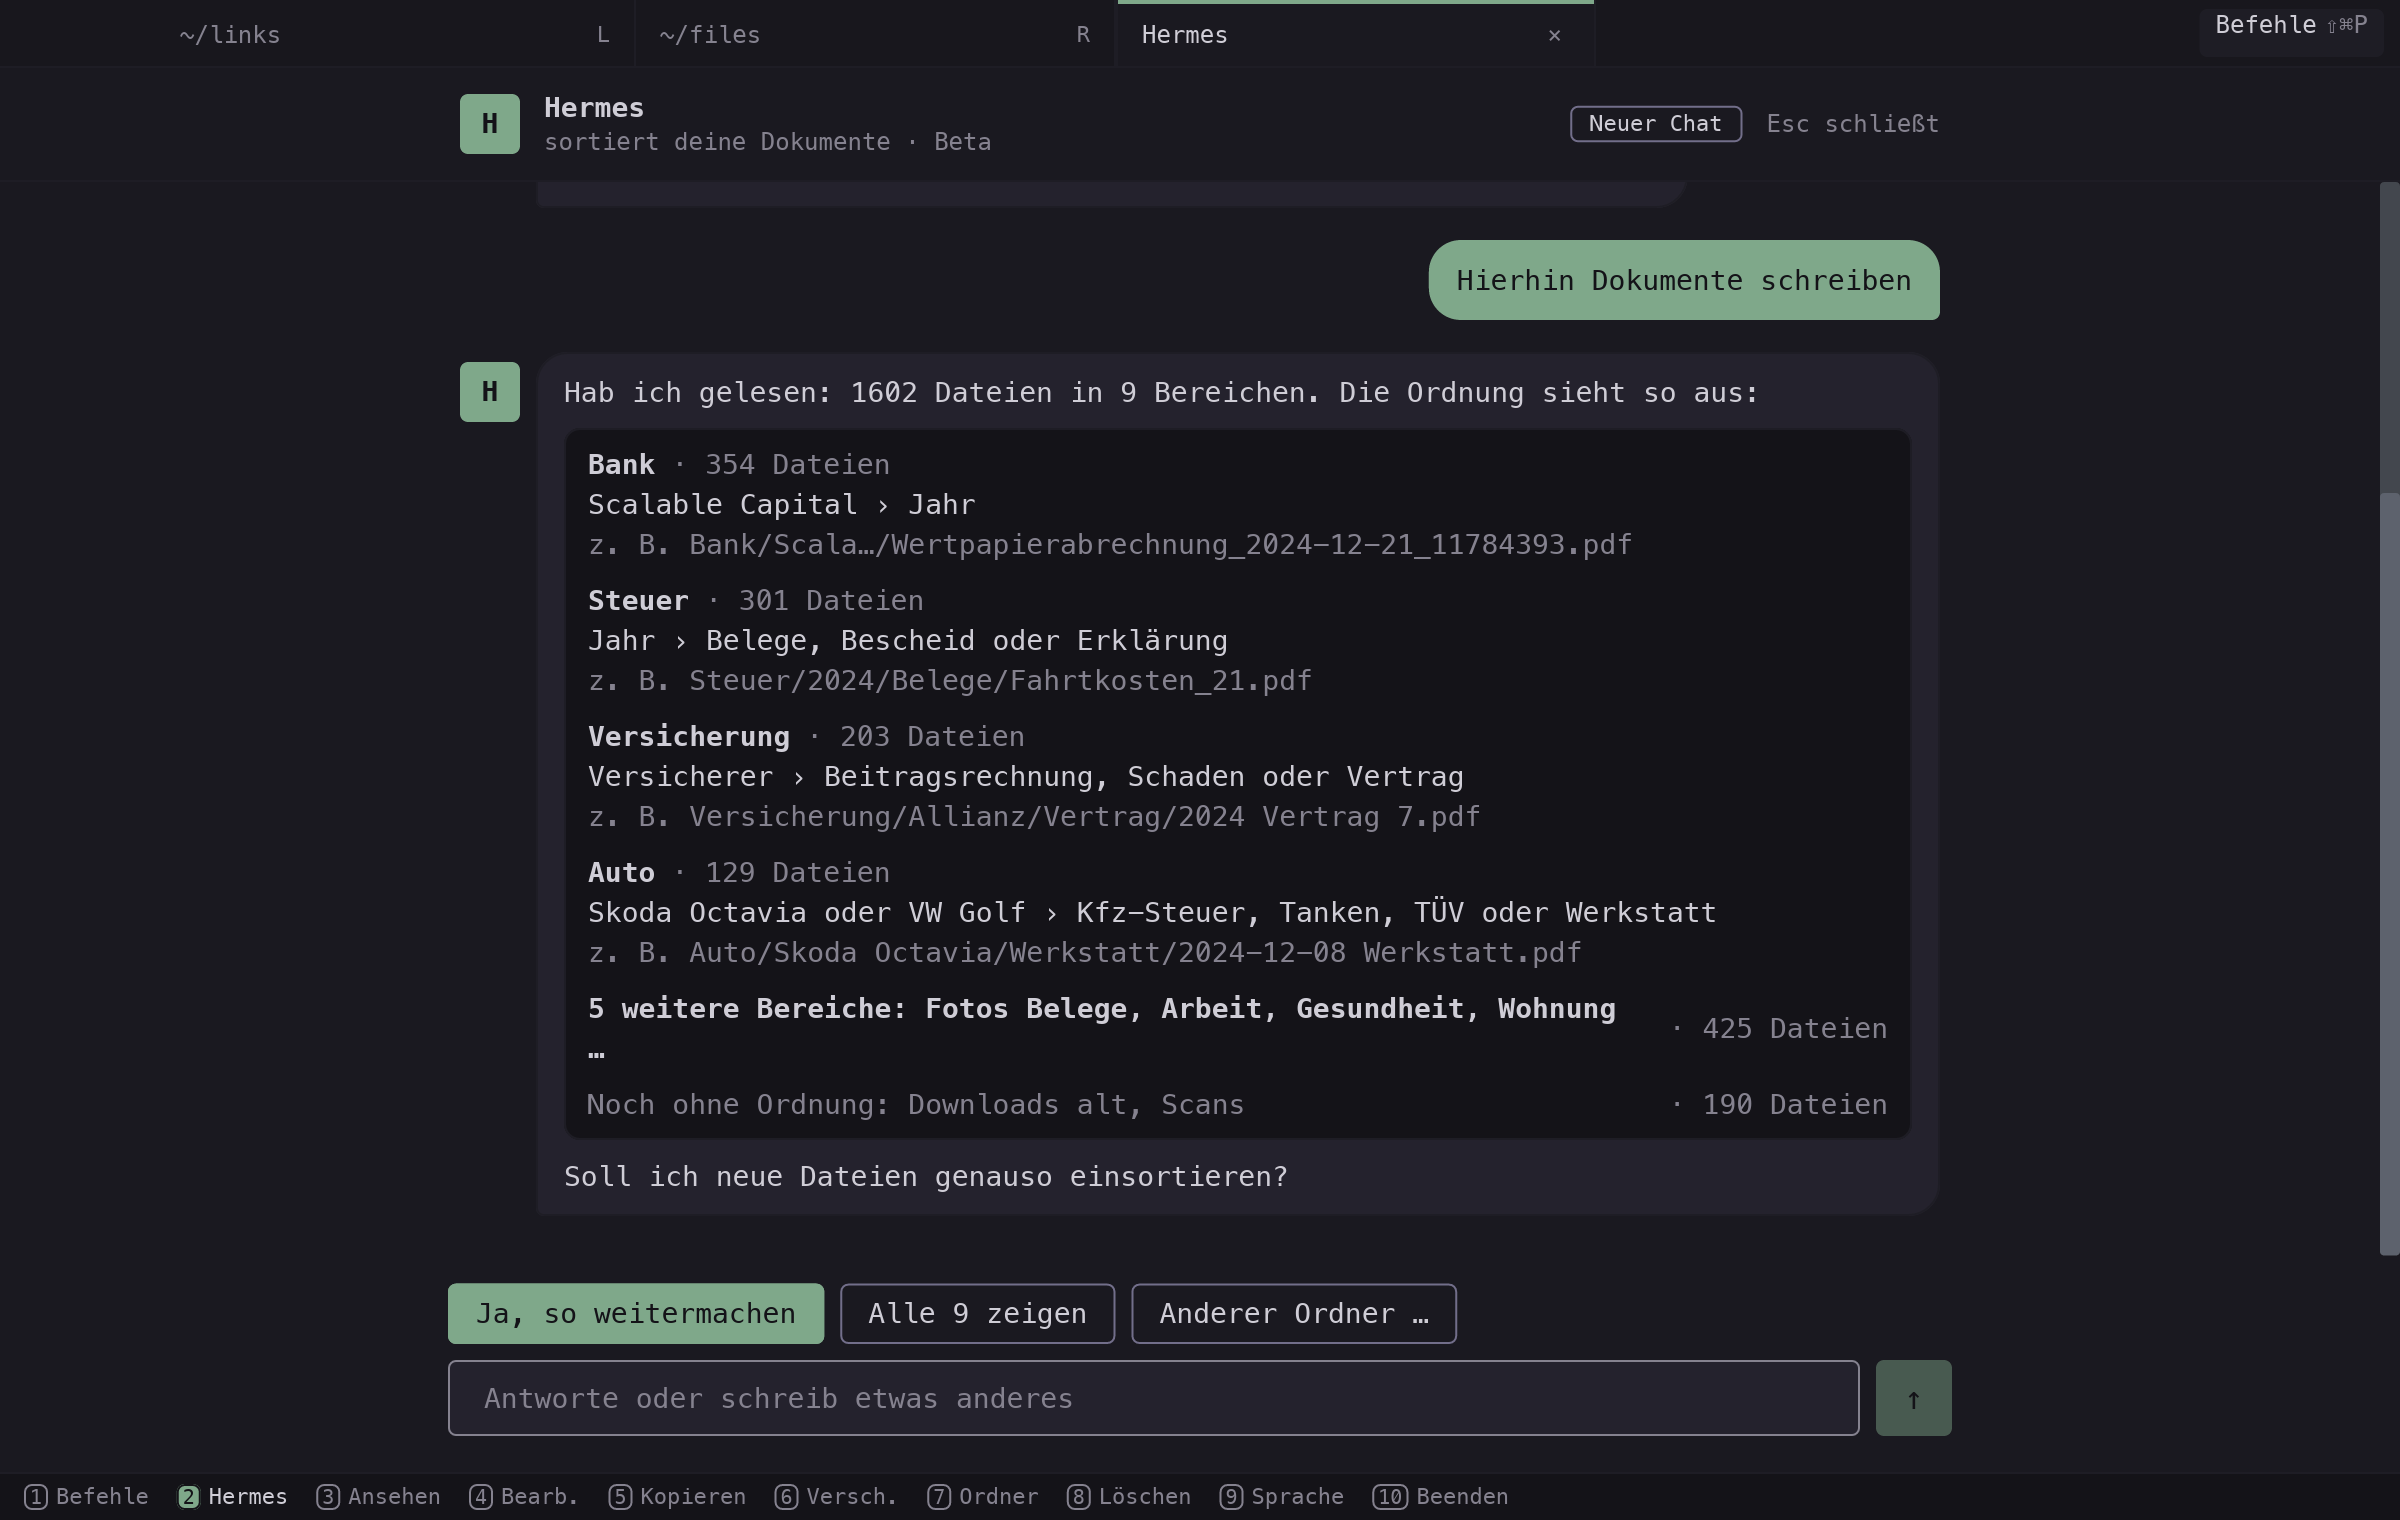 ~/links L ~/files R Hermes × Befehle ⇧⌘P
H Hermes Neuer Chat Esc schließt
sortiert deine Dokumente · Beta
Hierhin Dokumente schreiben
H Hab ich gelesen: 1602 Dateien in 9 Bereichen. Die Ordnung sieht so aus:
Bank · 354 Dateien
Scalable Capital › Jahr
z. B. Bank/Scala…/Wertpapierabrechnung_2024-12-21_11784393.pdf
Steuer · 301 Dateien
Jahr › Belege, Bescheid oder Erklärung
z. B. Steuer/2024/Belege/Fahrtkosten_21.pdf
Versicherung · 203 Dateien
Versicherer › Beitragsrechnung, Schaden oder Vertrag
z. B. Versicherung/Allianz/Vertrag/2024 Vertrag 7.pdf
Auto · 129 Dateien
Skoda Octavia oder VW Golf › Kfz-Steuer, Tanken, TÜV oder Werkstatt
z. B. Auto/Skoda Octavia/Werkstatt/2024-12-08 Werkstatt.pdf
5 weitere Bereiche: Fotos Belege, Arbeit, Gesundheit, Wohnung
… · 425 Dateien
Noch ohne Ordnung: Downloads alt, Scans · 190 Dateien
Soll ich neue Dateien genauso einsortieren?
Ja, so weitermachen Alle 9 zeigen Anderer Ordner …
Antworte oder schreib etwas anderes ↑
1 Befehle 2 Hermes 3 Ansehen 4 Bearb. 5 Kopieren 6 Versch. 7 Ordner 8 Löschen 9 Sprache 10 Beenden